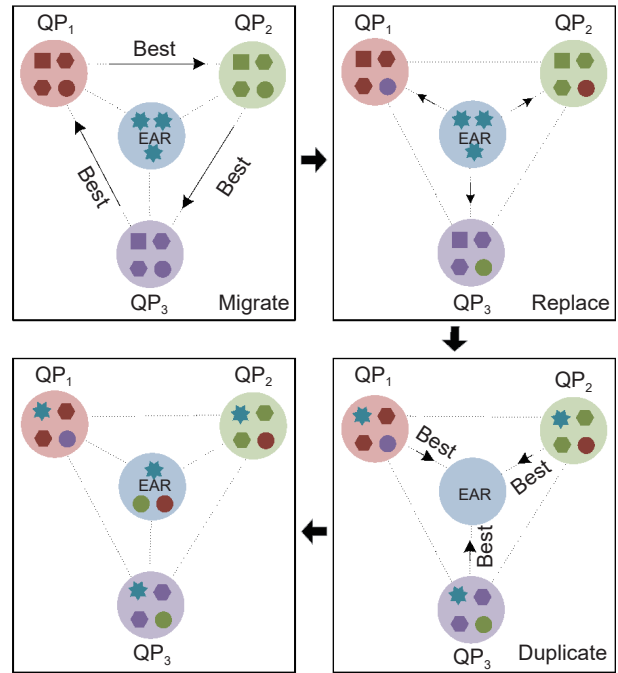 QP1
QP2
Best
EAR
Best
Best
QP3
Migrate
QP1
QP2
EAR
QP3
Replace
QP1
QP2
EAR
QP3
QP1
QP2
Best
Best
EAR
Best
QP3
Duplicate